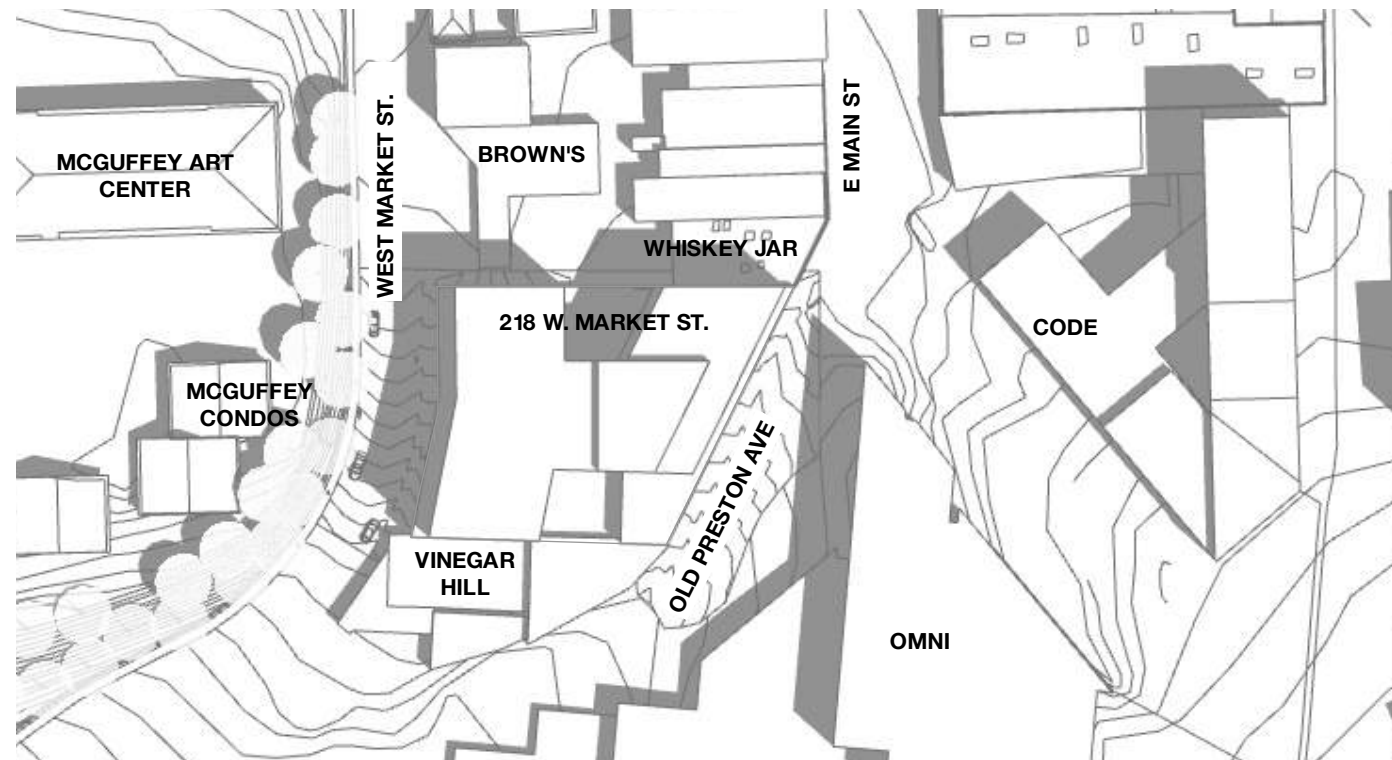 MCGUFFEY ART
CENTER
WEST MARKET ST.
BROWN'S
E MAIN ST
WHISKEY JAR
218 W. MARKET ST.
CODE
MCGUFFEY
CONDOS
OLD PRESTON AVE
VINEGAR
HILL
OMNI